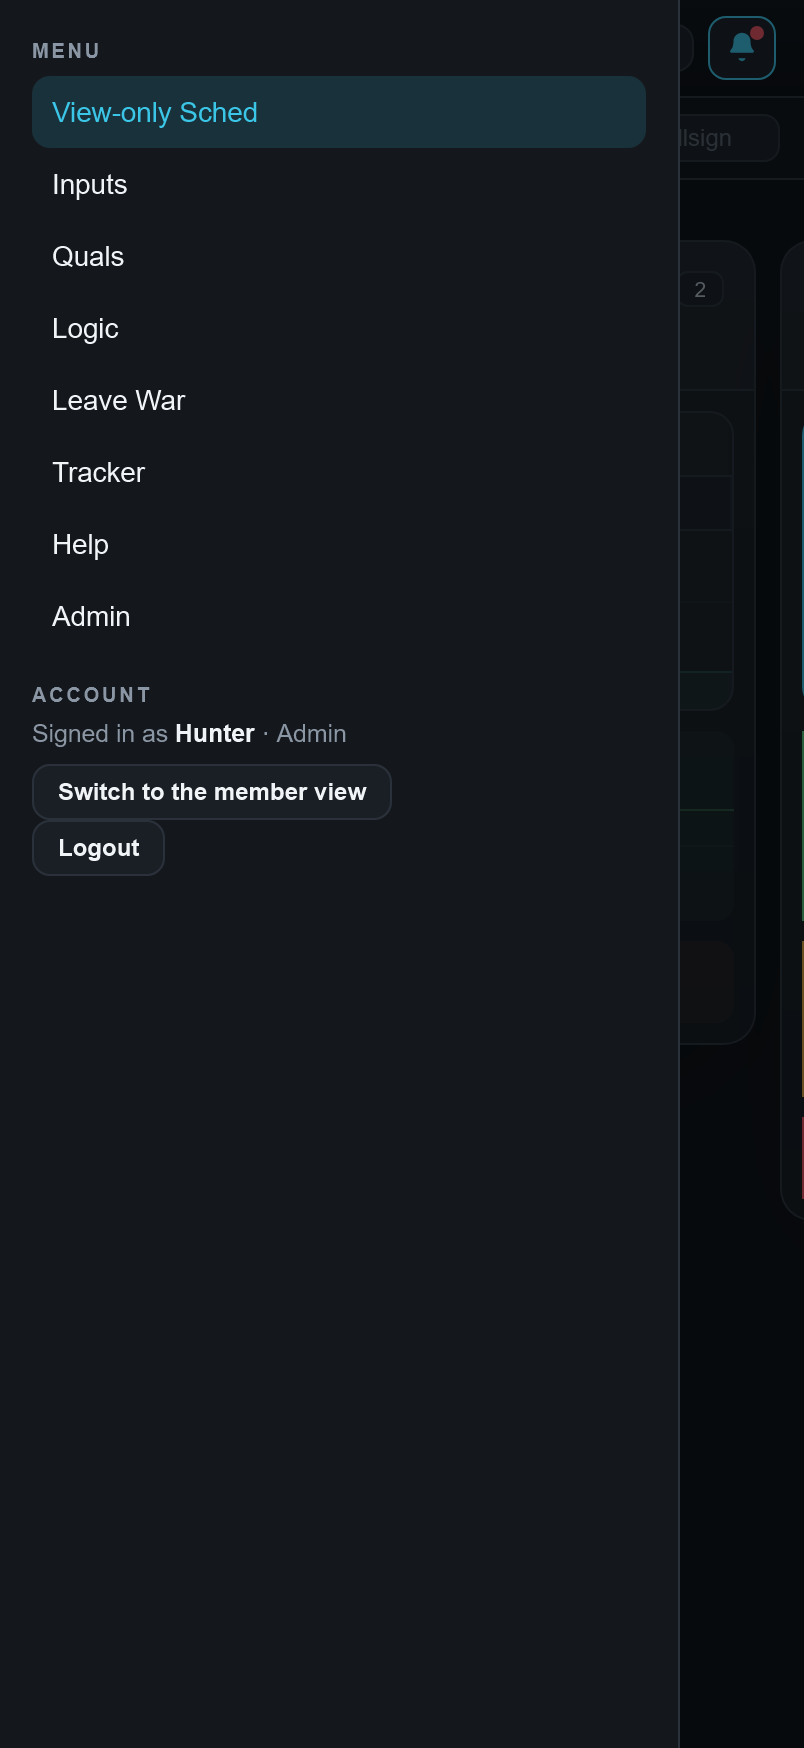 MENU
View-only Sched
Inputs
Quals
Logic
Leave War
Tracker
Help
Admin
ACCOUNT
Signed in as Hunter · Admin
Switch to the member view
Logout
llsign
2